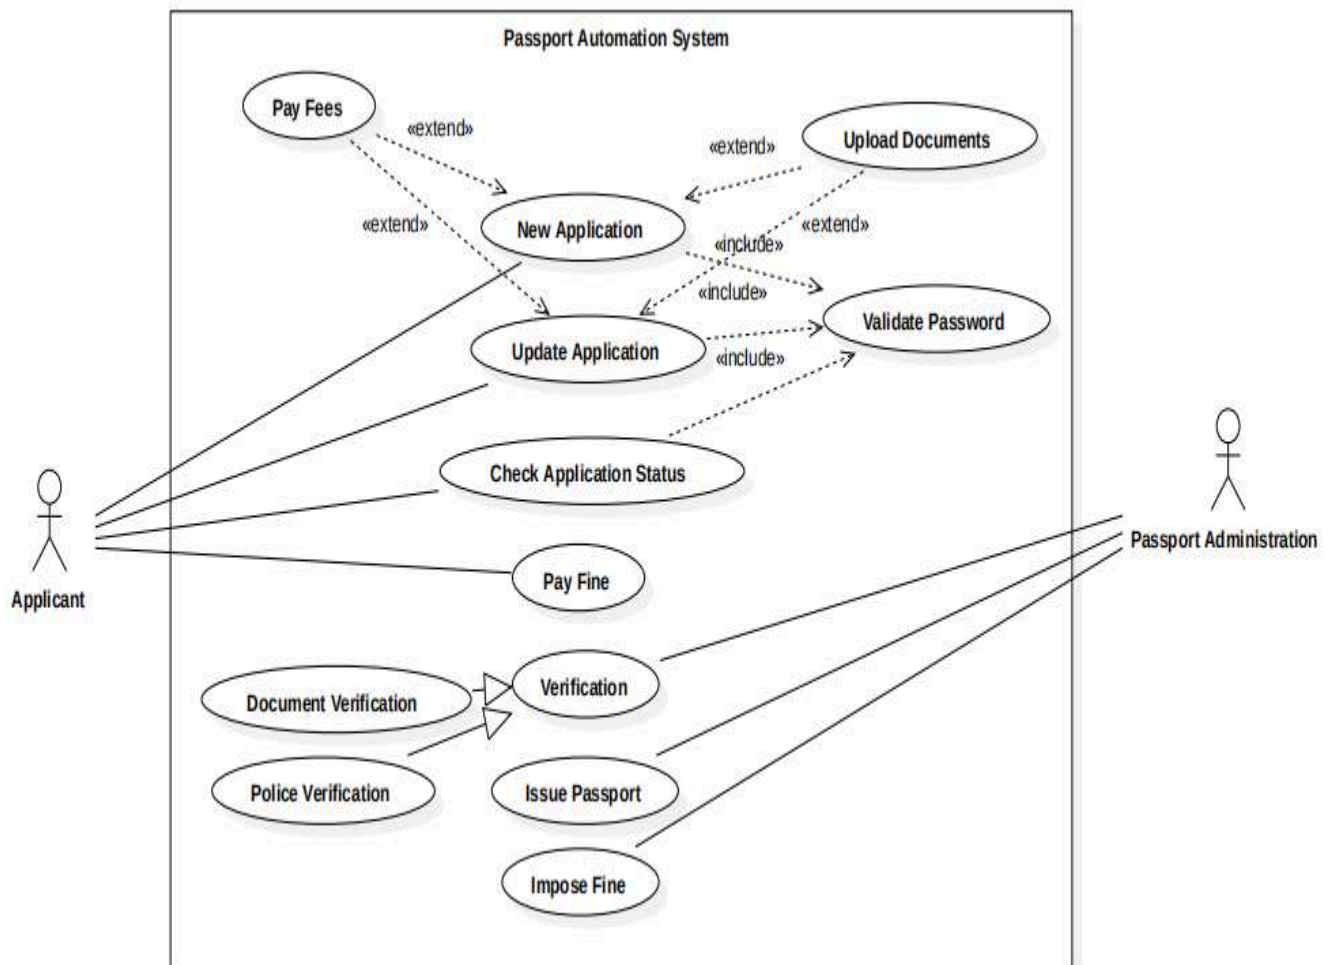 Passport Automation System
Pay Fees
«extend»
Upload Documents
«extend»
«extend»
New Application
«extend»
«include»
«include»
Validate Password
Update Application
«include»
Check Application Status
Applicant
Passport Administration
Pay Fine
Verification
Document Verification
Police Verification
Issue Passport
Impose Fine